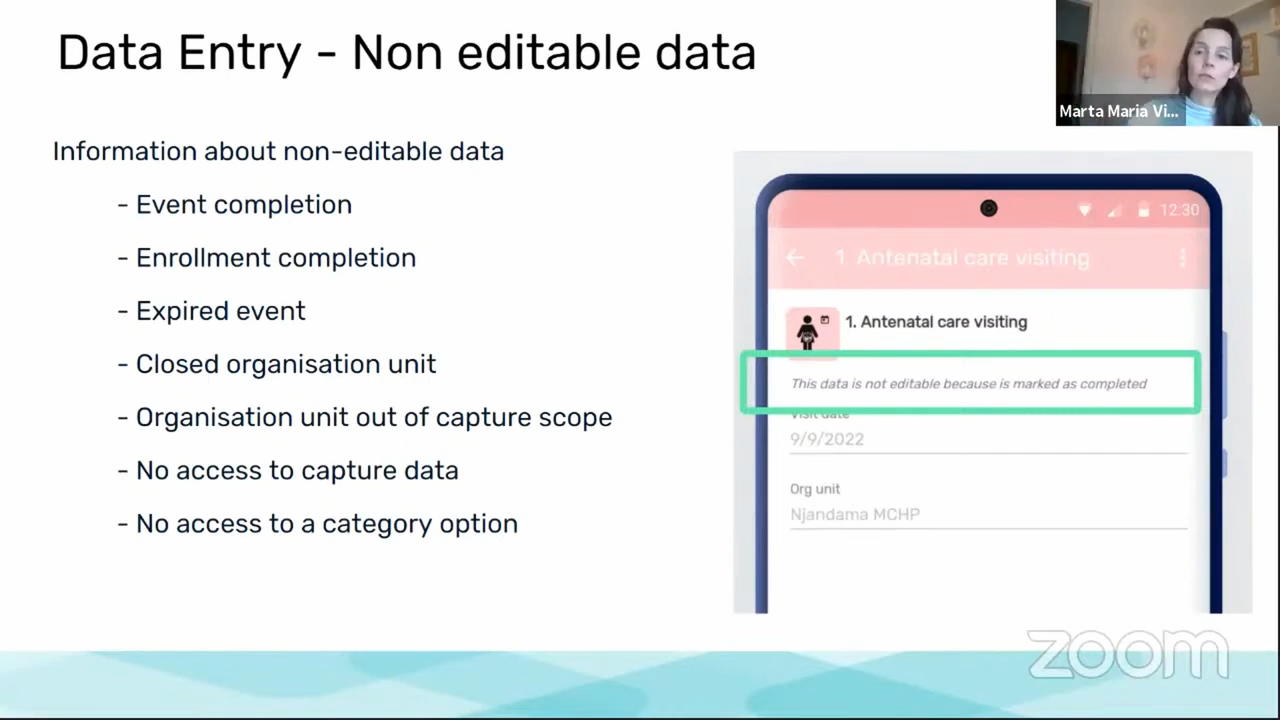 Data Entry - Non editable data
Marta Maria Vi...
Information about non-editable data
- Event completion
- Enrollment completion
- Expired event
- Closed organisation unit
- Organisation unit out of capture scope
- No access to capture data
- No access to a category option
12:30
1. Antenatal care visiting
1. Antenatal care visiting
This data is not editable because is marked as completed
Visit date
9/9/2022
Org unit
Njandama MCHP
zoom